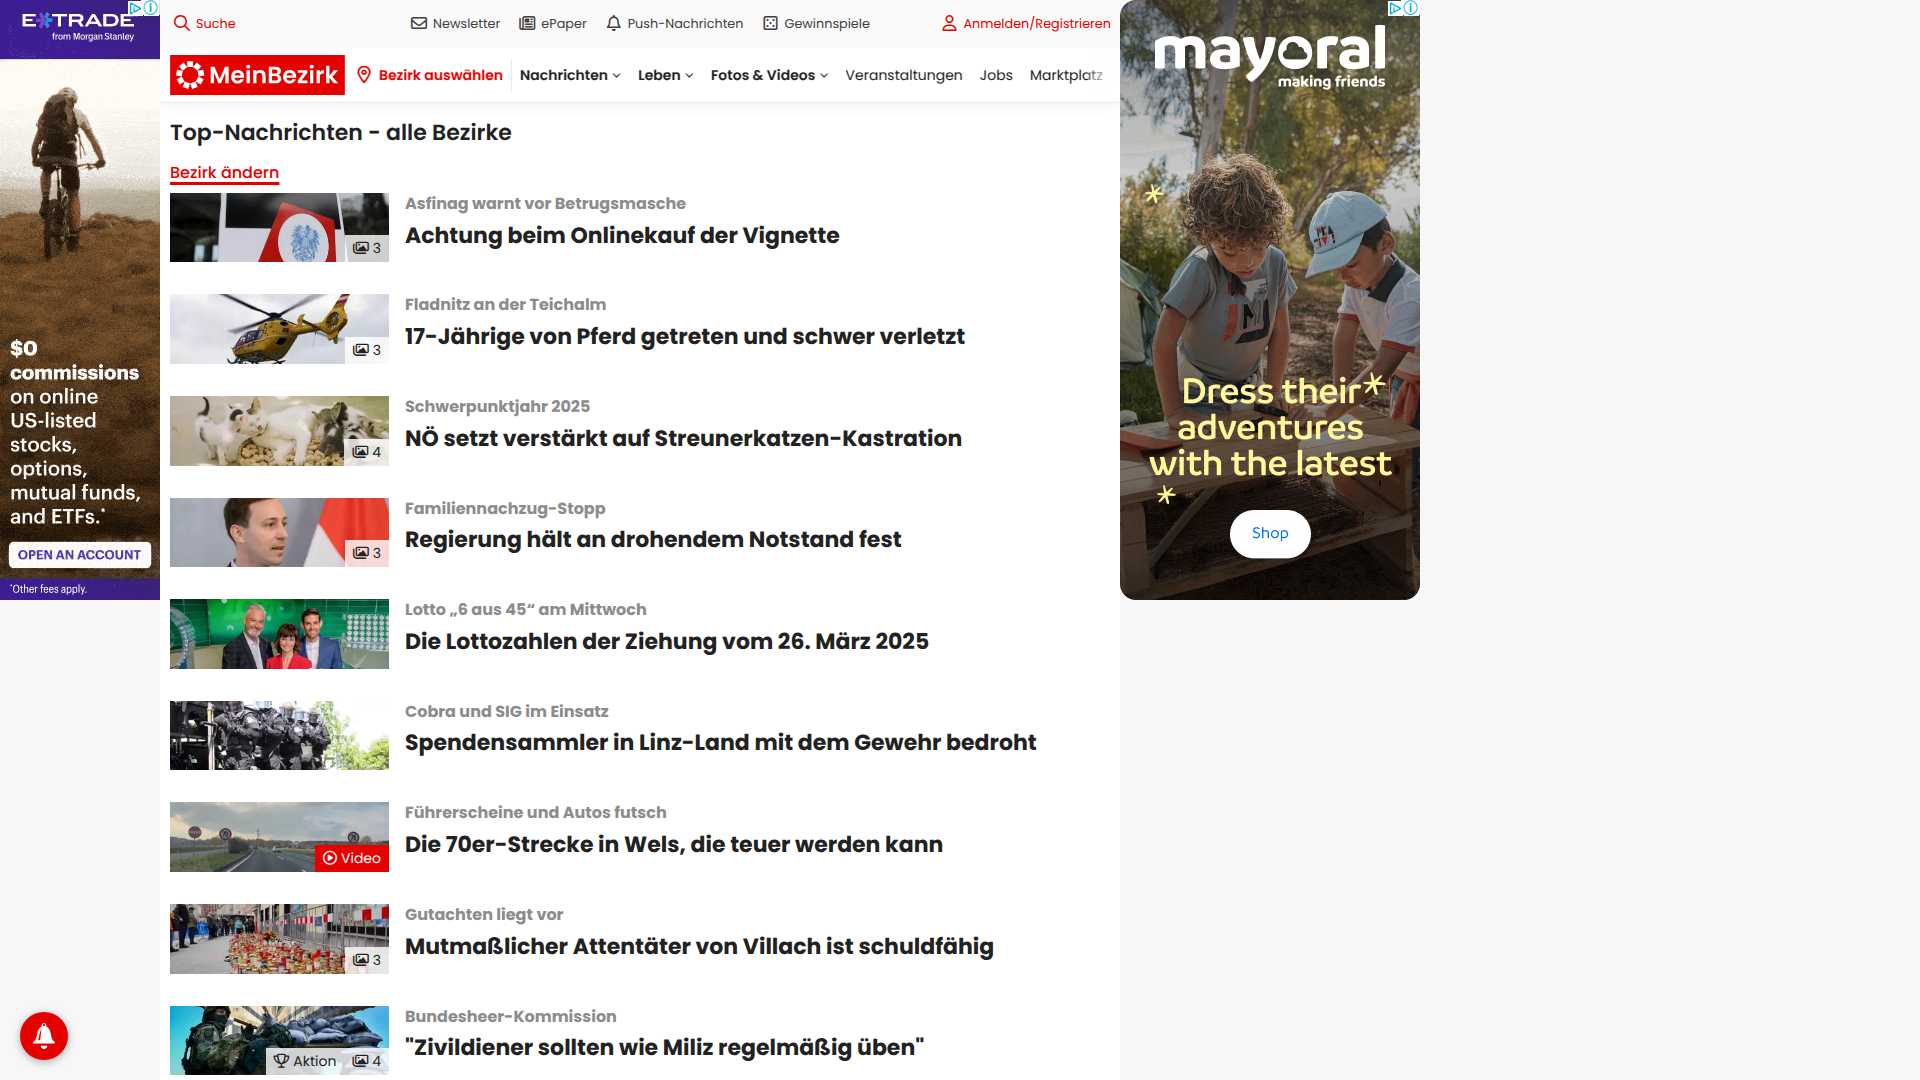 E*TRADE
from Morgan Stanley
$0
commissions
on online
US-listed
stocks,
options,
mutual funds,
and ETFs.*
OPEN AN ACCOUNT
*Other fees apply.
Suche
Newsletter
ePaper
Push-Nachrichten
Gewinnspiele
Anmelden/Registrieren
MeinBezirk
Bezirk auswählen
Nachrichten
Leben
Fotos & Videos
Veranstaltungen
Jobs
Marktplatz
Top-Nachrichten - alle Bezirke
Bezirk ändern
3
Asfinag warnt vor Betrugsmasche
Achtung beim Onlinekauf der Vignette
3
Fladnitz an der Teichalm
17-Jährige von Pferd getreten und schwer verletzt
4
Schwerpunktjahr 2025
NÖ setzt verstärkt auf Streunerkatzen-Kastration
3
Familiennachzug-Stopp
Regierung hält an drohendem Notstand fest
Lotto „6 aus 45“ am Mittwoch
Die Lottozahlen der Ziehung vom 26. März 2025
Cobra und SIG im Einsatz
Spendensammler in Linz-Land mit dem Gewehr bedroht
Video
Führerscheine und Autos futsch
Die 70er-Strecke in Wels, die teuer werden kann
3
Gutachten liegt vor
Mutmaßlicher Attentäter von Villach ist schuldfähig
Aktion
4
Bundesheer-Kommission
"Zivildiener sollten wie Miliz regelmäßig üben"
mayoral
making friends
Dress their
adventures
with the latest
Shop